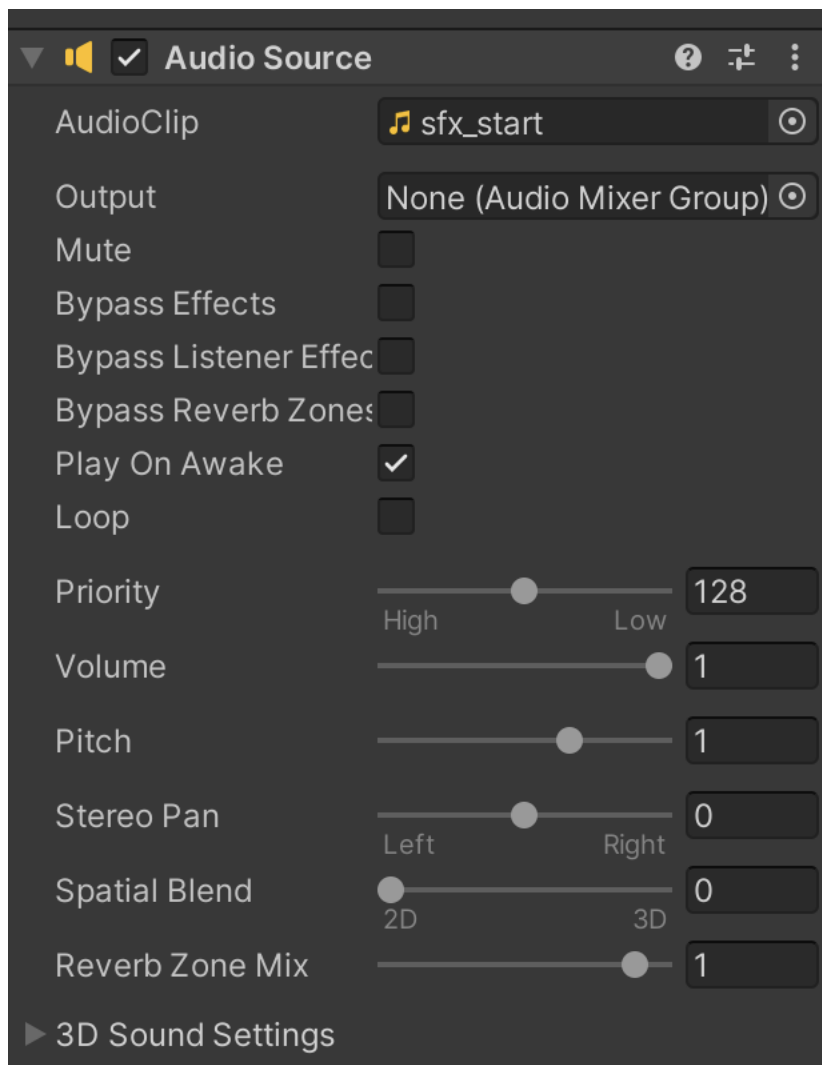 Audio Source
AudioClip sfx_start
Output None (Audio Mixer Group)
Mute
Bypass Effects
Bypass Listener Effec
Bypass Reverb Zones
Play On Awake
Loop
Priority 128
High Low
Volume 1
Pitch 1
Stereo Pan 0
Left Right
Spatial Blend 0
2D 3D
Reverb Zone Mix 1
3D Sound Settings